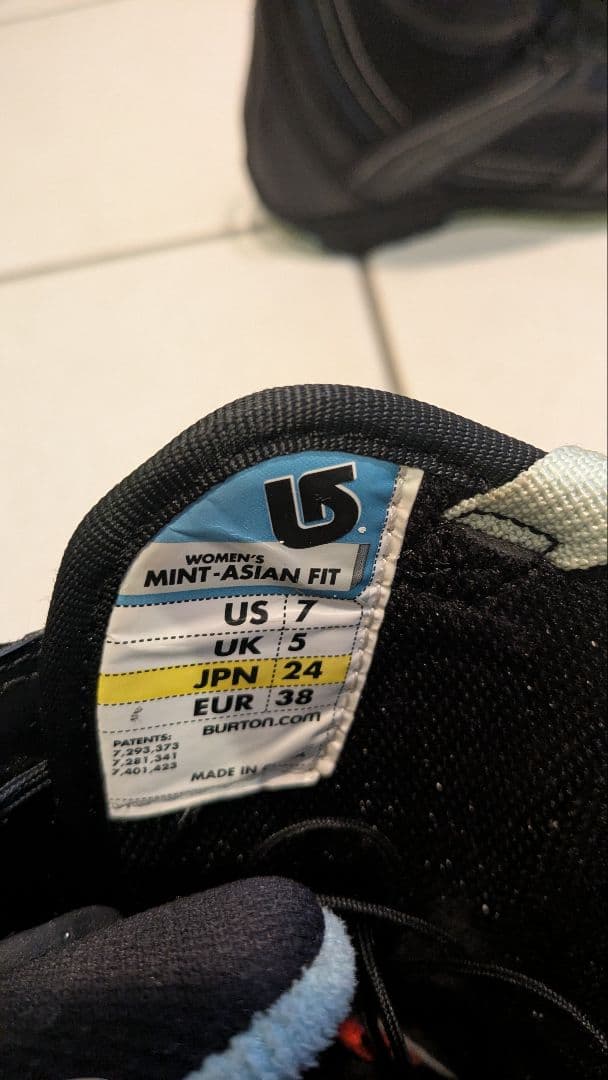 WOMEN'S
MINT-ASIAN FIT
US 7
UK 5
JPN 24
EUR 38
BURTON.COM
PATENTS:
7,293,373
7,281,341
7,401,423
MADE IN